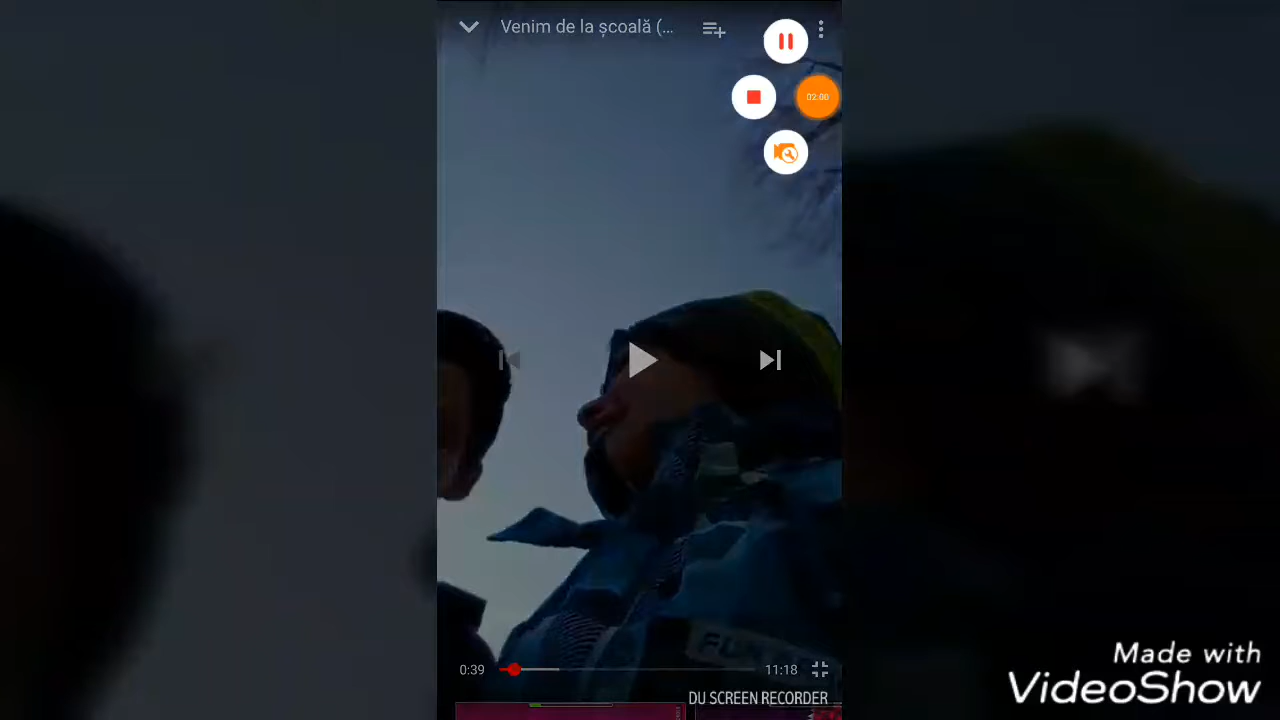 Venim de la școală (...
02:00
0:39
11:18
DU SCREEN RECORDER
Made with
VideoShow